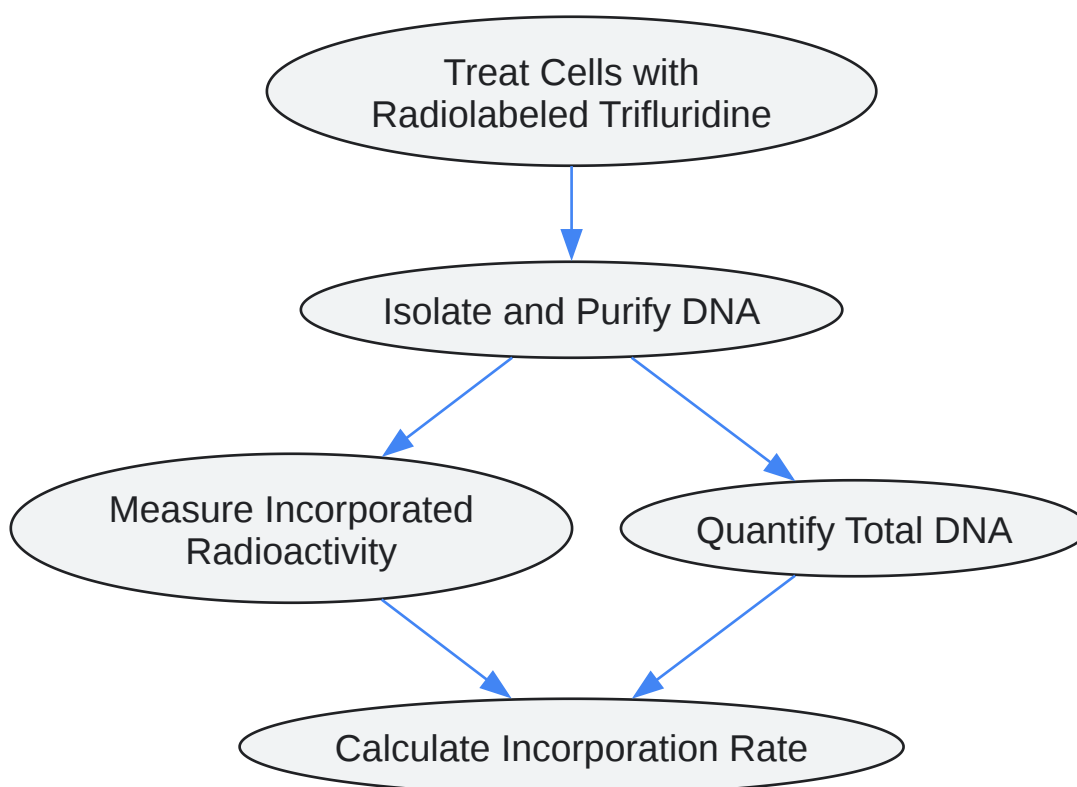 Treat Cells with
Radiolabeled Trifluridine
Isolate and Purify DNA
Measure Incorporated
Radioactivity
Quantify Total DNA
Calculate Incorporation Rate